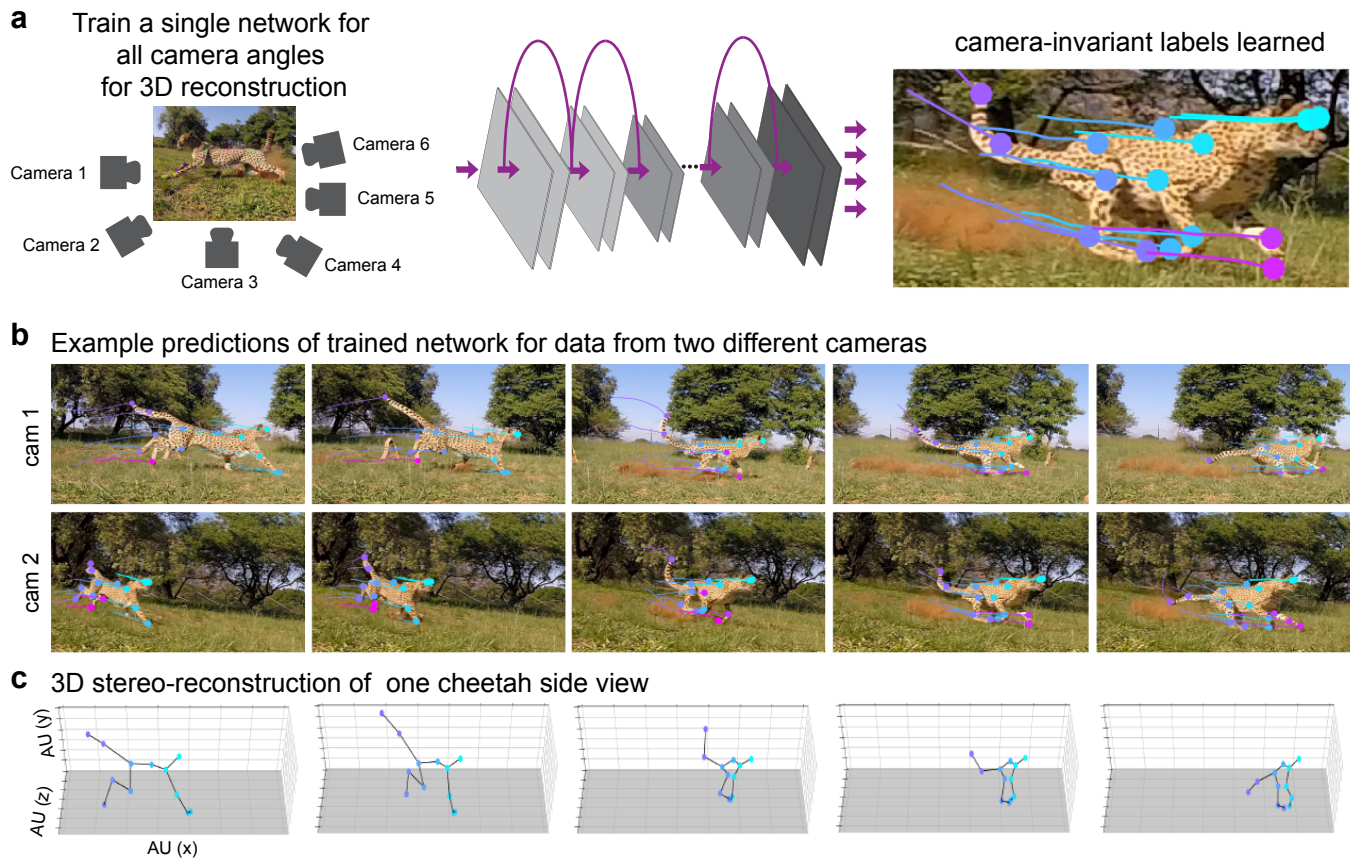 a
Train a single network for
all camera angles
for 3D reconstruction
camera-invariant labels learned
Camera 1
Camera 2
Camera 3
Camera 4
Camera 5
Camera 6
b
Example predictions of trained network for data from two different cameras
cam 1
cam 2
c
3D stereo-reconstruction of one cheetah side view
AU (y)
AU (z)
AU (x)